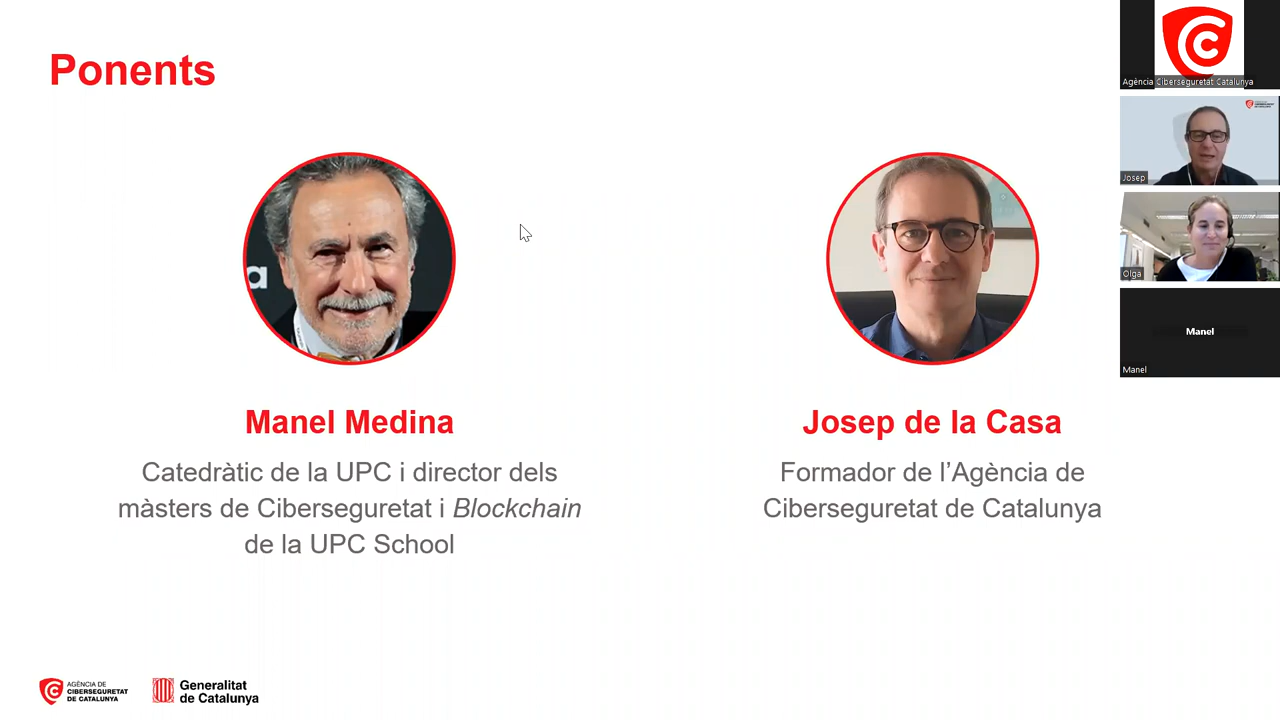 Ponents
a
Manel Medina
Catedràtic de la UPC i director dels
màsters de Ciberseguretat i Blockchain
de la UPC School
Josep de la Casa
Formador de l’Agència de
Ciberseguretat de Catalunya
AGÈNCIA DE
CIBERSEGURETAT
DE CATALUNYA
Generalitat
de Catalunya
Agència Ciberseguretat Catalunya
Josep
Olga
Manel
Manel